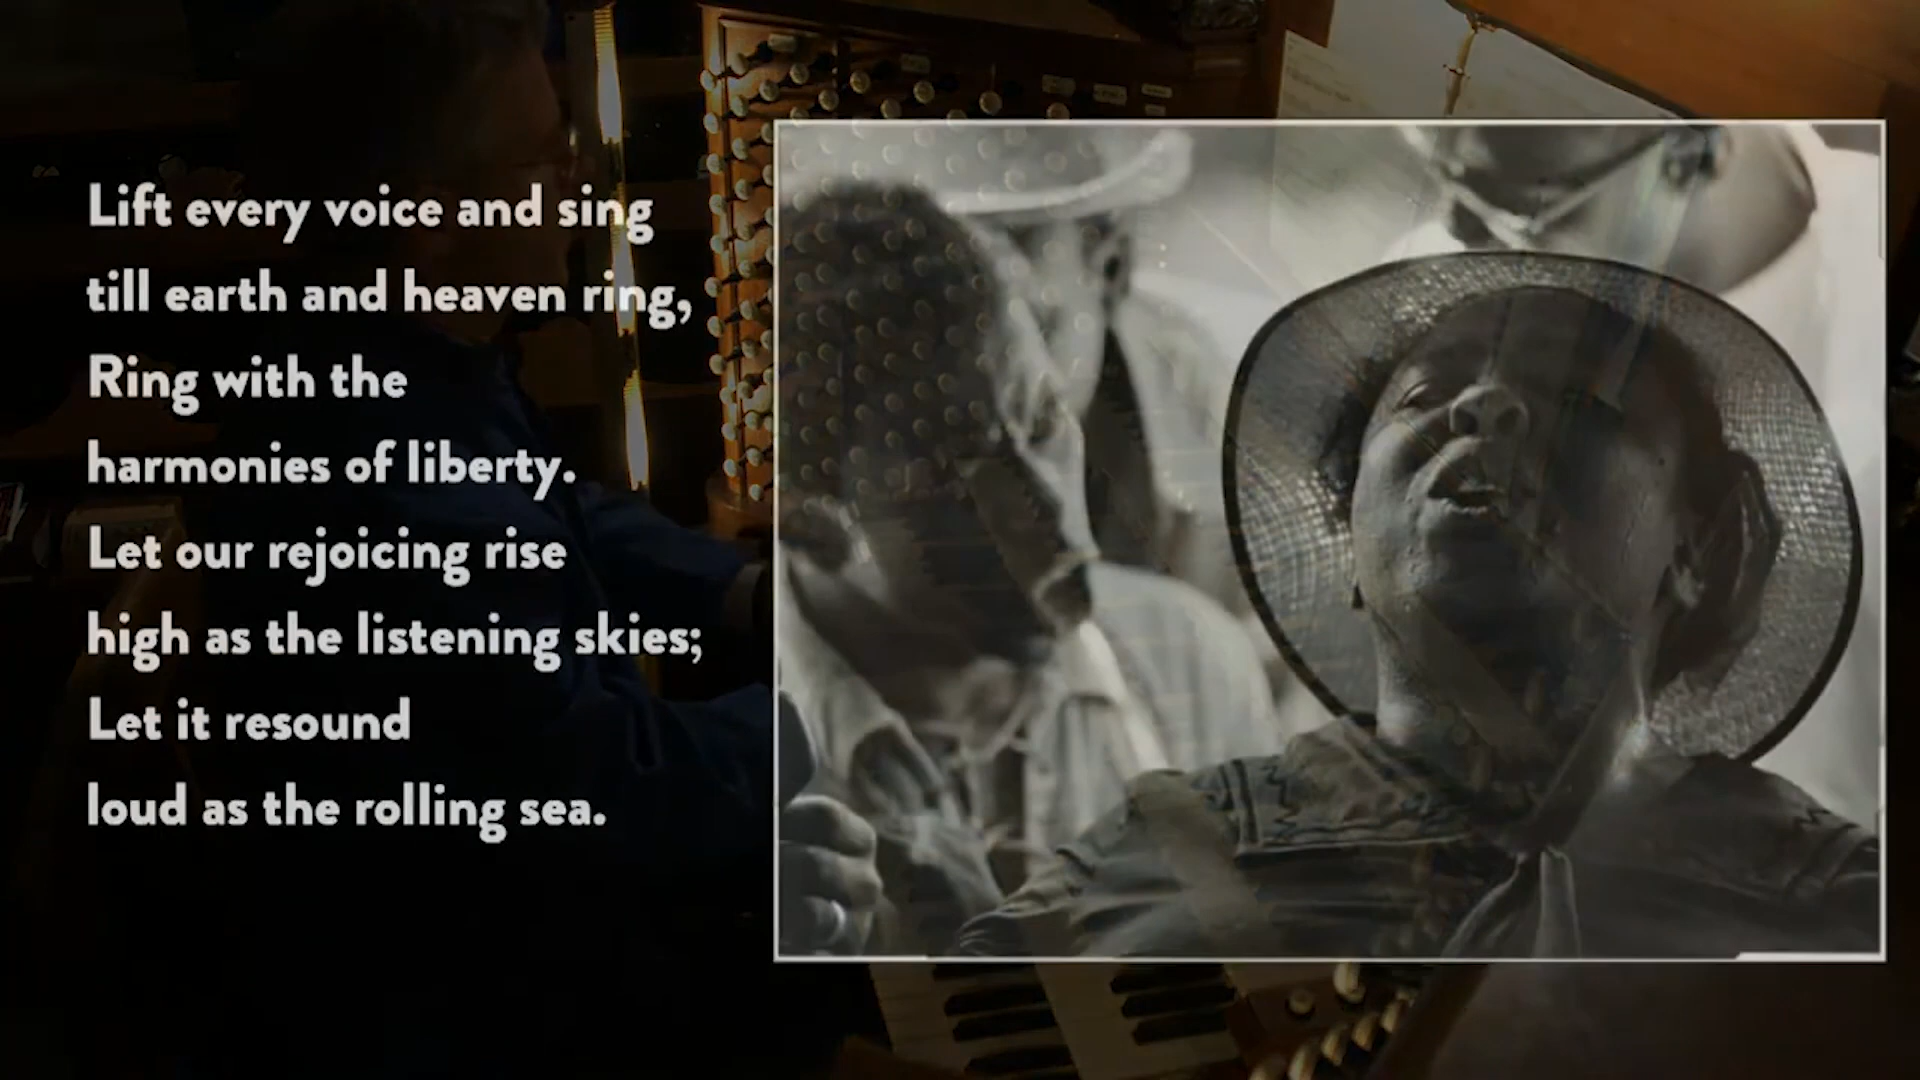 Lift every voice and sing
till earth and heaven ring,
Ring with the
harmonies of liberty.
Let our rejoicing rise
high as the listening skies;
Let it resound
loud as the rolling sea.